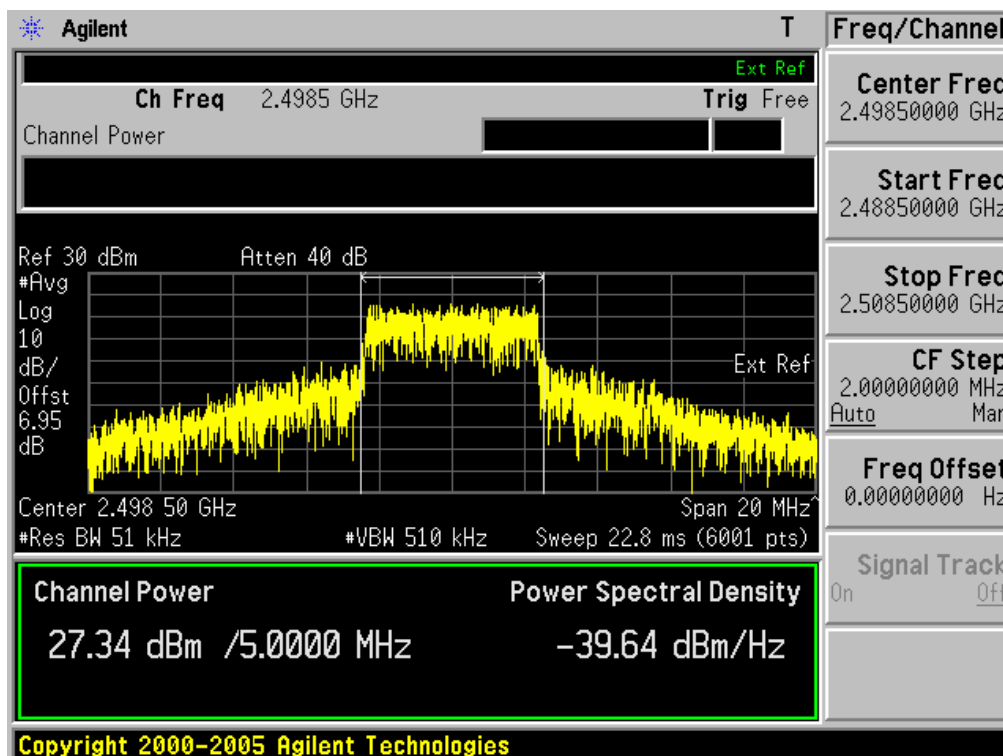 Agilent T
Freq/Channel
Ext Ref
Ch Freq 2.4985 GHz Trig Free
Channel Power
Center Freq
2.49850000 GHz
Start Freq
2.48850000 GHz
Stop Freq
2.50850000 GHz
CF Step
2.00000000 MHz
Auto Man
Freq Offset
0.00000000 Hz
Signal Track
On Off
Ref 30 dBm Atten 40 dB
#Avg
Log
10
dB/
Offst
6.95
dB
Ext Ref
Center 2.498 50 GHz Span 20 MHz^
#Res BW 51 kHz #VBW 510 kHz Sweep 22.8 ms (6001 pts)
Channel Power Power Spectral Density
27.34 dBm /5.0000 MHz -39.64 dBm/Hz
Copyright 2000-2005 Agilent Technologies